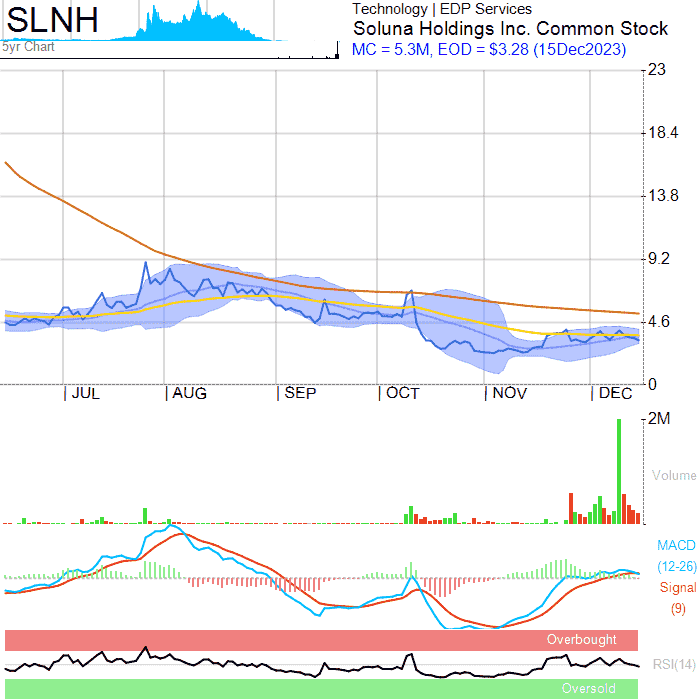 SLNH
5yr Chart
Technology | EDP Services
Soluna Holdings Inc. Common Stock
MC = 5.3M, EOD = $3.28 (15Dec2023)
23
18.4
13.8
9.2
4.6
0
JUL AUG SEP OCT NOV DEC
2M
Volume
MACD
(12-26)
Signal
(9)
Overbought
RSI(14)
Oversold